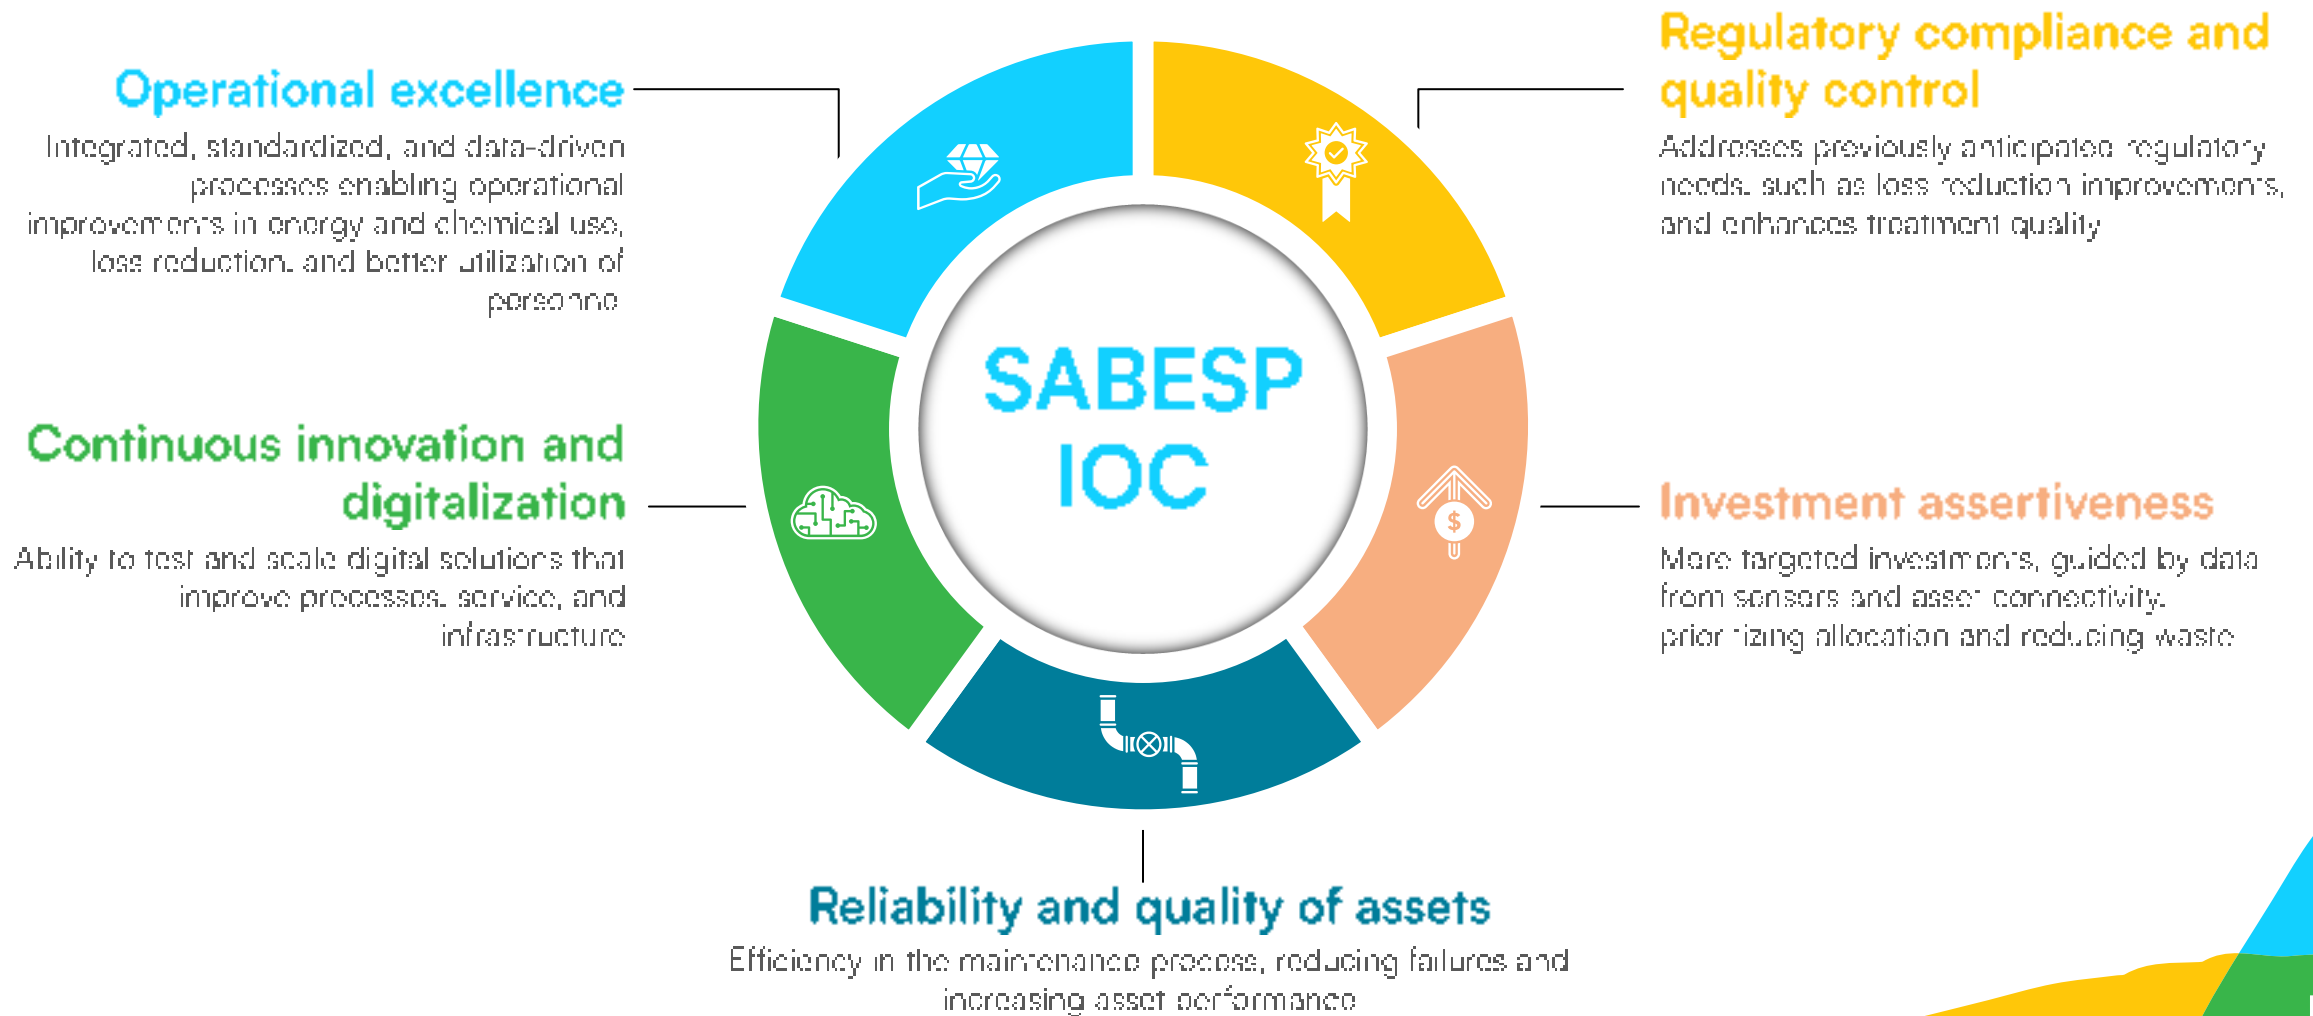 Operational excellence
Integrated, standardized, and data-driven
processes enabling operational
improvements in energy and chemical use,
loss reduction, and better utilization of
personnel
Regulatory compliance and
quality control
Addresses previously anticipated regulatory
needs, such as loss reduction improvements,
and enhances treatment quality
SABESP
IOC
Continuous innovation and
digitalization
Ability to test and scale digital solutions that
improve processes, service, and
infrastructure
Investment assertiveness
More targeted investments, guided by data
from sensors and asset connectivity,
prioritizing allocation and reducing waste
$
Reliability and quality of assets
Efficiency in the maintenance process, reducing failures and
increasing asset performance